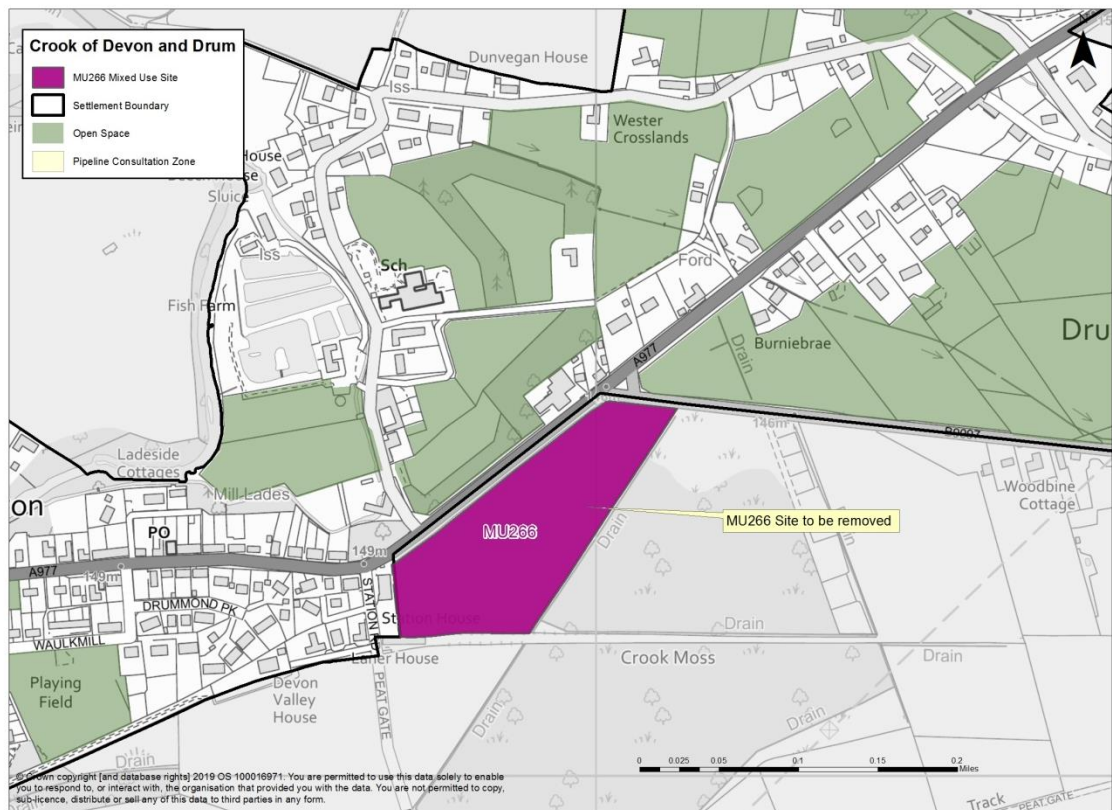 Crook of Devon and Drum
MU266 Mixed Use Site
Settlement Boundary
Open Space
Pipeline Consultation Zone
Dunvegan House
Iss
Wester
Crosslands
House
Sluice
Iss
Sch
Ford
Fish Farm
A977
Drain
Burniebrae
Dru
Ladeside
Cottages
Mill Lades
146m
Woodbine
Cottage
on
PO
149m
MU266
MU266 Site to be removed
Drain
A977
149m
DRUMMOND PK
STATION
Station House
WAULKMILL
Drain
Crook Moss
Drain
Playing
Field
Devon
Valley
House
PEAT GATE
Drain
Drain
Drain
0 0.025 0.05 0.1 0.15 0.2
Miles
© Crown copyright [and database rights] 2019 OS 100016971. You are permitted to use this data solely to enable
you to respond to, or interact with, the organisation that provided you with the data. You are not permitted to copy,
sub-licence, distribute or sell any of this data to third parties in any form.
Track
PEAT GATE